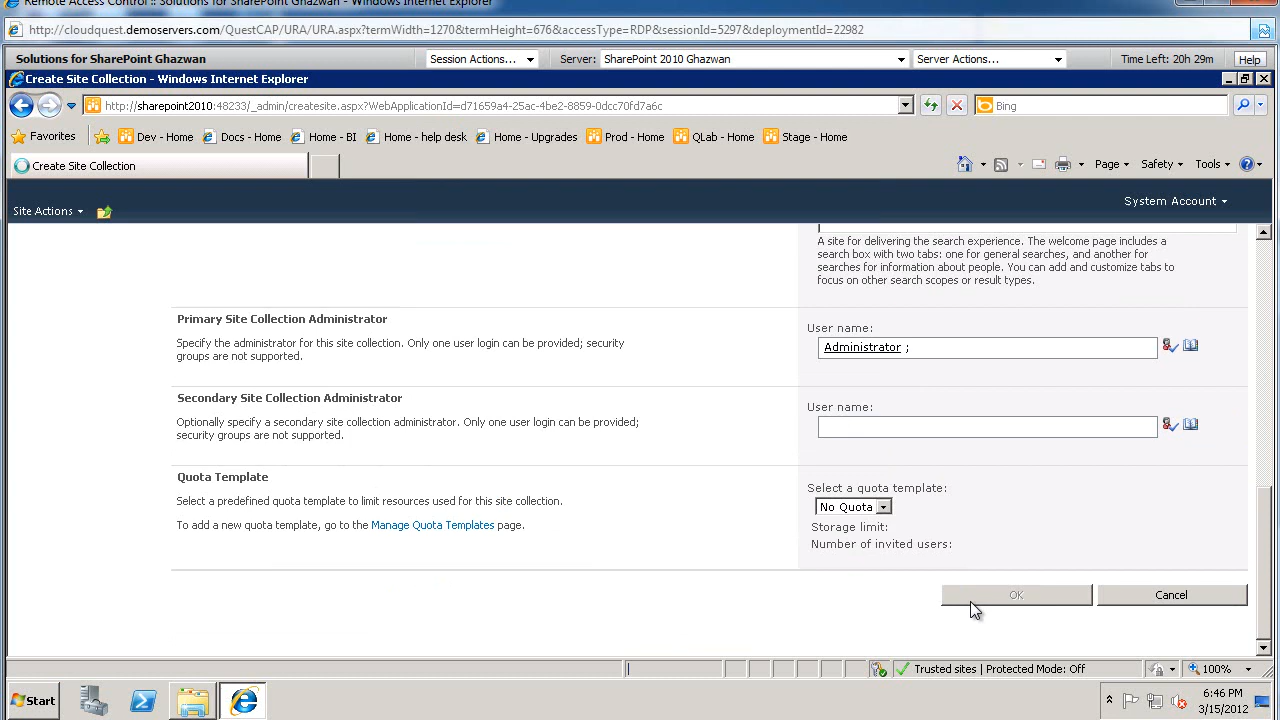 Remote Access Control :: Solutions for SharePoint Ghazwan - Windows Internet Explorer
http://cloudquest.demoservers.com/QuestCAP/URA/URA.aspx?termWidth=1270&termHeight=676&accessType=RDP&sessionId=5297&deploymentId=22982
Solutions for SharePoint Ghazwan Session Actions... Server: SharePoint 2010 Ghazwan Server Actions... Time Left: 20h 29m Help
Create Site Collection - Windows Internet Explorer
http://sharepoint2010:48233/_admin/createsite.aspx?WebApplicationId=d71659a4-25ac-4be2-8859-0dcc70fd7a6c Bing
Favorites Dev - Home Docs - Home Home - BI Home - help desk Home - Upgrades Prod - Home QLab - Home Stage - Home
Create Site Collection Page Safety Tools
Site Actions System Account
A site for delivering the search experience. The welcome page includes a
search box with two tabs: one for general searches, and another for
searches for information about people. You can add and customize tabs to
focus on other search scopes or result types.
Primary Site Collection Administrator
Specify the administrator for this site collection. Only one user login can be provided; security
groups are not supported.
User name:
Administrator ;
Secondary Site Collection Administrator
Optionally specify a secondary site collection administrator. Only one user login can be provided;
security groups are not supported.
User name:
Quota Template
Select a predefined quota template to limit resources used for this site collection.
To add a new quota template, go to the Manage Quota Templates page.
Select a quota template:
No Quota
Storage limit:
Number of invited users:
OK Cancel
Trusted sites | Protected Mode: Off 100%
Start 6:46 PM
3/15/2012